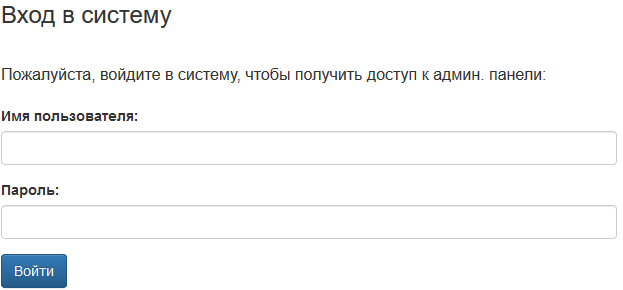 Вход в систему
Пожалуйста, войдите в систему, чтобы получить доступ к админ. панели:
Имя пользователя:
Пароль:
Войти